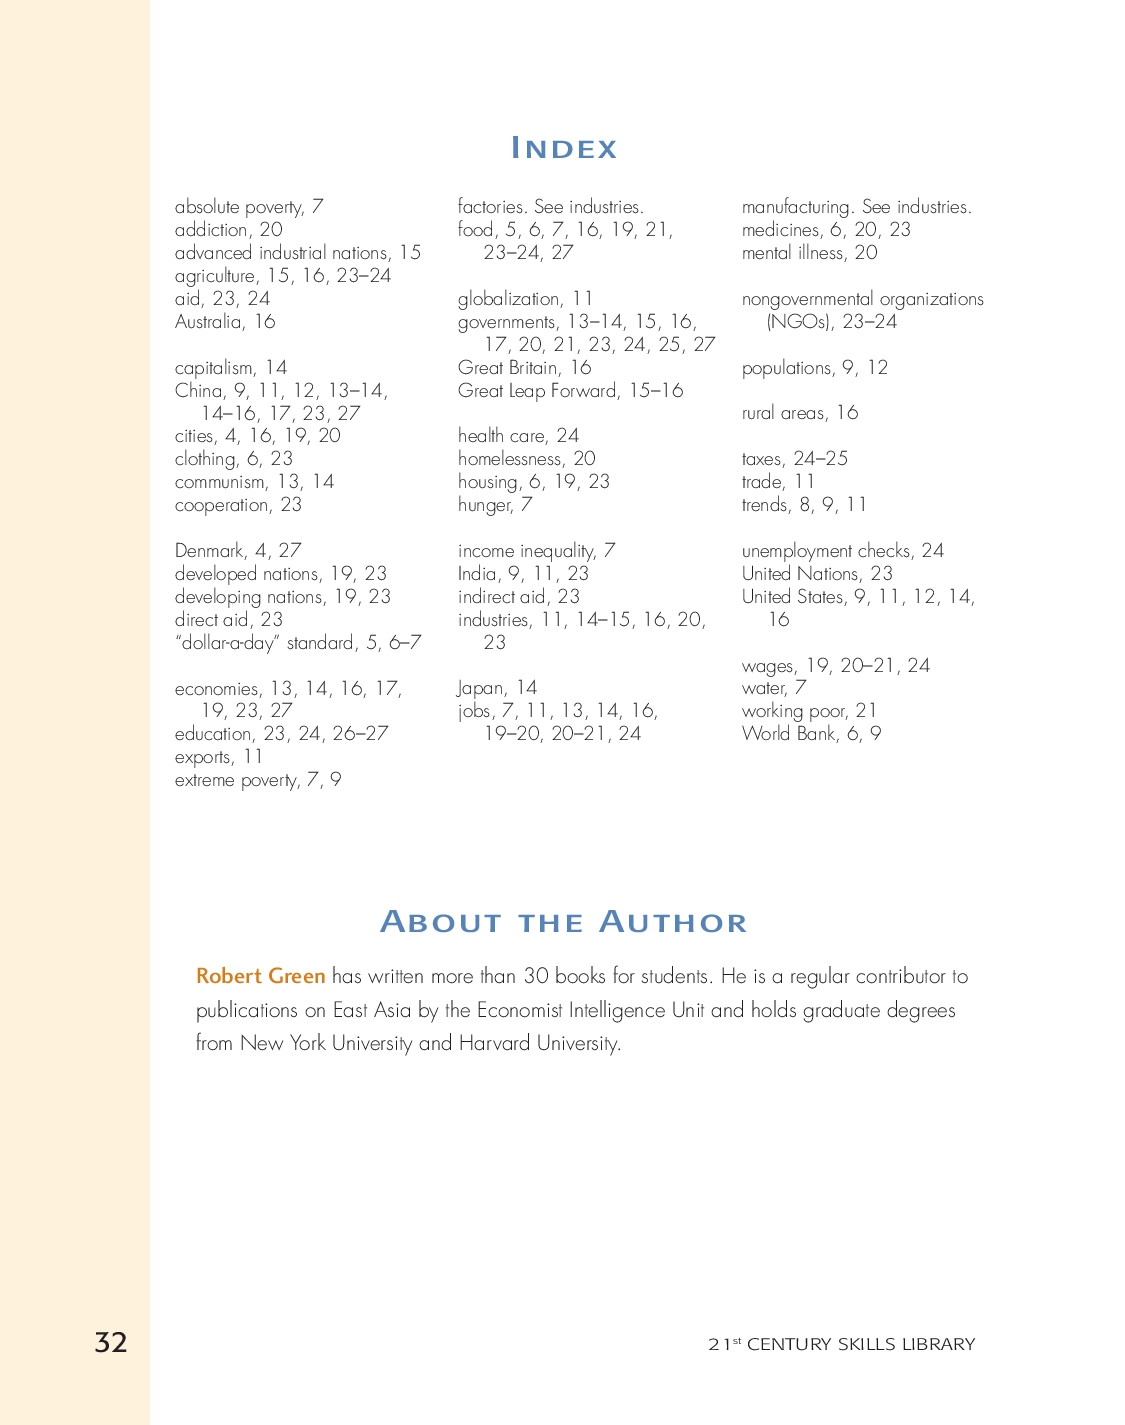 INDEX
absolute poverty, 7
addiction, 20
advanced industrial nations, 15
agriculture, 15, 16, 23–24
aid, 23, 24
Australia, 16
capitalism, 14
China, 9, 11, 12, 13–14,
14–16, 17, 23, 27
cities, 4, 16, 19, 20
clothing, 6, 23
communism, 13, 14
cooperation, 23
Denmark, 4, 27
developed nations, 19, 23
developing nations, 19, 23
direct aid, 23
“dollar-a-day” standard, 5, 6–7
economies, 13, 14, 16, 17,
19, 23, 27
education, 23, 24, 26–27
exports, 11
extreme poverty, 7, 9
factories. See industries.
food, 5, 6, 7, 16, 19, 21,
23–24, 27
globalization, 11
governments, 13–14, 15, 16,
17, 20, 21, 23, 24, 25, 27
Great Britain, 16
Great Leap Forward, 15–16
health care, 24
homelessness, 20
housing, 6, 19, 23
hunger, 7
income inequality, 7
India, 9, 11, 23
indirect aid, 23
industries, 11, 14–15, 16, 20,
23
Japan, 14
jobs, 7, 11, 13, 14, 16,
19–20, 20–21, 24
manufacturing. See industries.
medicines, 6, 20, 23
mental illness, 20
nongovernmental organizations
(NGOs), 23–24
populations, 9, 12
rural areas, 16
taxes, 24–25
trade, 11
trends, 8, 9, 11
unemployment checks, 24
United Nations, 23
United States, 9, 11, 12, 14,
16
wages, 19, 20–21, 24
water, 7
working poor, 21
World Bank, 6, 9
ABOUT THE AUTHOR
Robert Green has written more than 30 books for students. He is a regular contributor to
publications on East Asia by the Economist Intelligence Unit and holds graduate degrees
from New York University and Harvard University.
32
21st CENTURY SKILLS LIBRARY